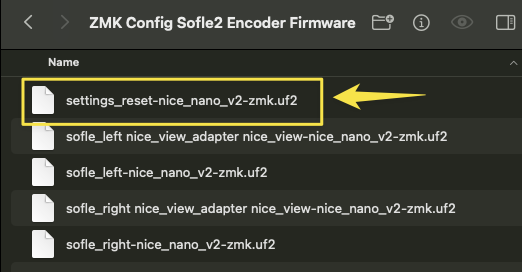 ZMK Config Sofle2 Encoder Firmware
Name
settings_reset-nice_nano_v2-zmk.uf2
sofle_left nice_view_adapter nice_view-nice_nano_v2-zmk.uf2
sofle_left-nice_nano_v2-zmk.uf2
sofle_right nice_view_adapter nice_view-nice_nano_v2-zmk.uf2
sofle_right-nice_nano_v2-zmk.uf2